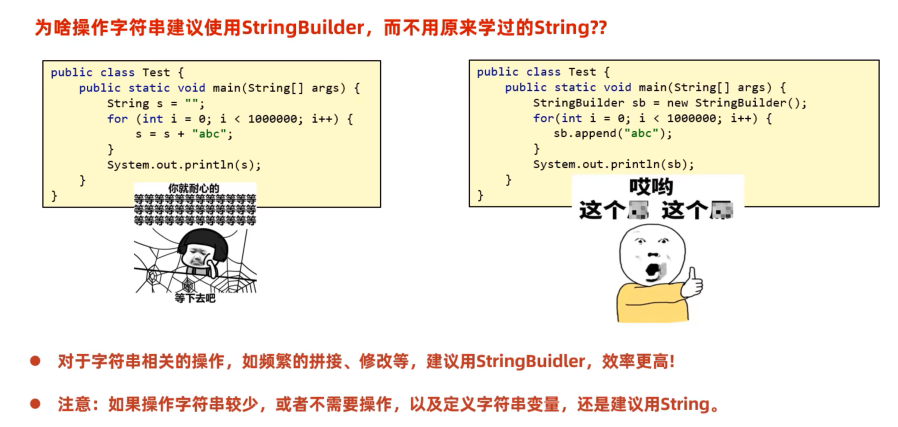 为啥操作字符串建议使用StringBuilder，而不用原来学过的String??
public class Test {
    public static void main(String[] args) {
        String s = "";
        for (int i = 0; i < 1000000; i++) {
            s = s + "abc";
        }
        System.out.println(s);
    }
}
你就耐心的
等等等等等等等等等等等等
等等等等等等等等等等等等
等等等等等等等等等等等等
等下去吧
public class Test {
    public static void main(String[] args) {
        StringBuilder sb = new StringBuilder();
        for(int i = 0; i < 1000000; i++) {
           sb.append("abc");
        }
        System.out.println(sb);
    }
}
哎哟
这个 这个
● 对于字符串相关的操作，如频繁的拼接、修改等，建议用StringBuidler，效率更高!
● 注意：如果操作字符串较少，或者不需要操作，以及定义字符串变量，还是建议用String。